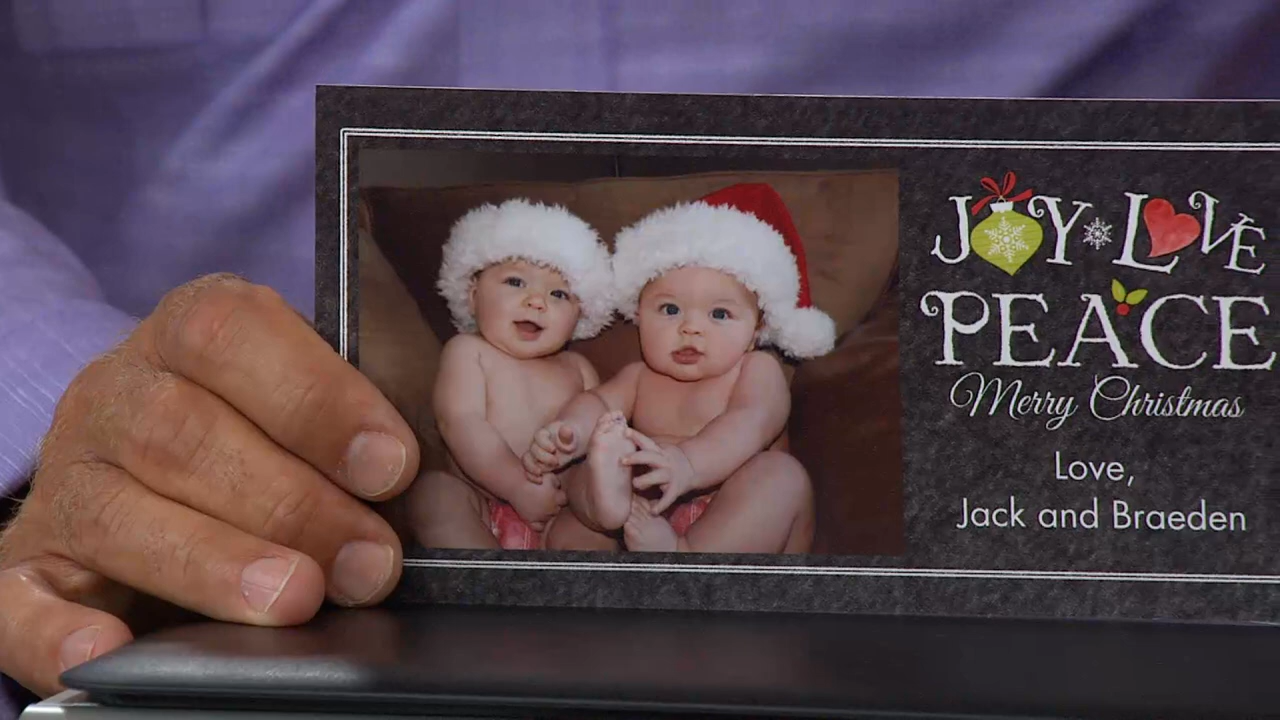 JOY LOVE
PEACE
Merry Christmas
Love,
Jack and Braeden